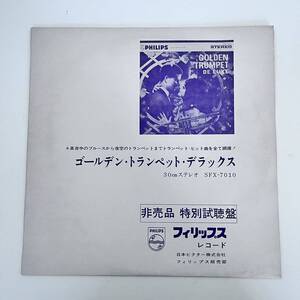 PHILIPS
STEREO
GOLDEN
TRUMPET
DE LUXE
ゴールデン・トランペット・デラックス
30cmステレオ SFX-7010
非売品 特別試聴盤
PHILIPS
フィリップス
レコード
日本ビクター株式会社
フィリップス販売部